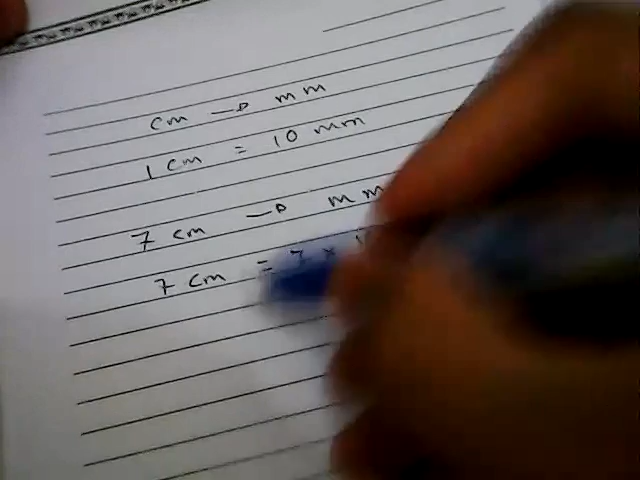 cm → mm
1 cm = 10 mm
7 cm → mm
7 cm = 7 x